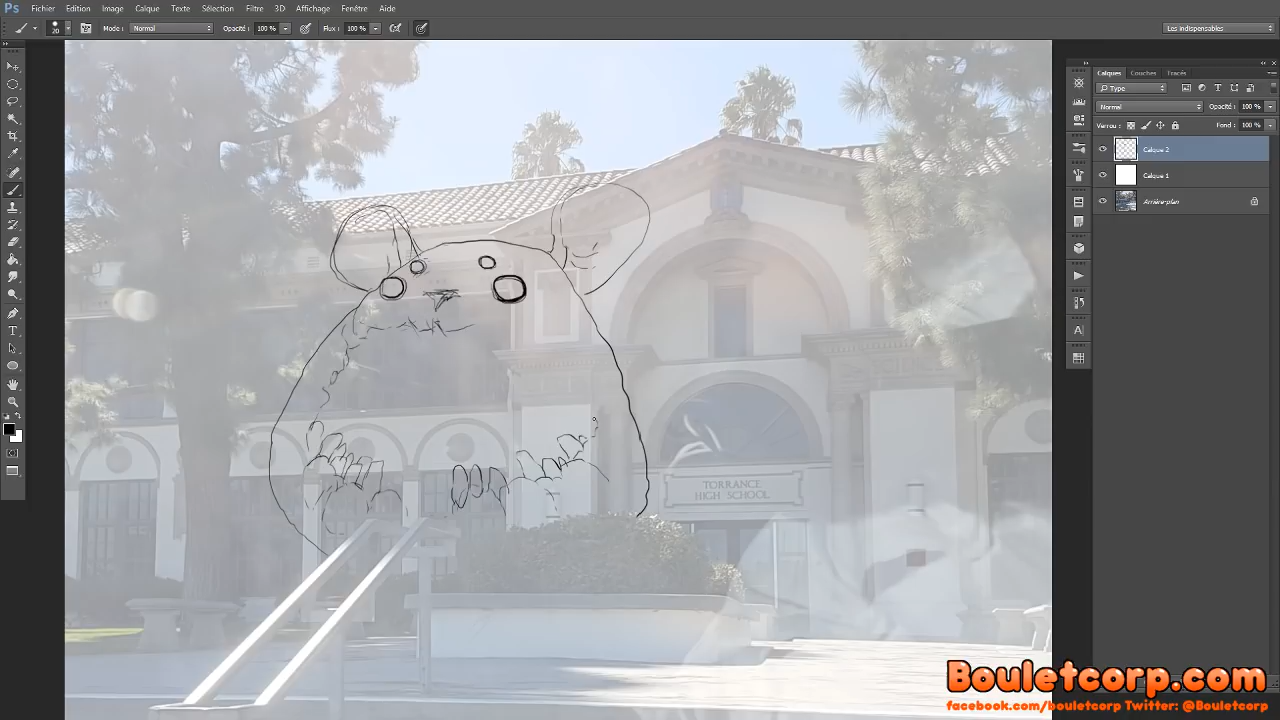 Ps Fichier Edition Image Calque Texte Sélection Filtre 3D Affichage Fenêtre Aide
20 Mode : Normal Opacité : 100 % Flux : 100 % Les indispensables
Calques Couches Tracés
Type
Normal Opacité : 100 %
Verrou : Fond : 100 %
Calque 2
Calque 1
Arrière-plan
TORRANCE
HIGH SCHOOL
Bouletcorp.com
facebook.com/bouletcorp Twitter: @Bouletcorp